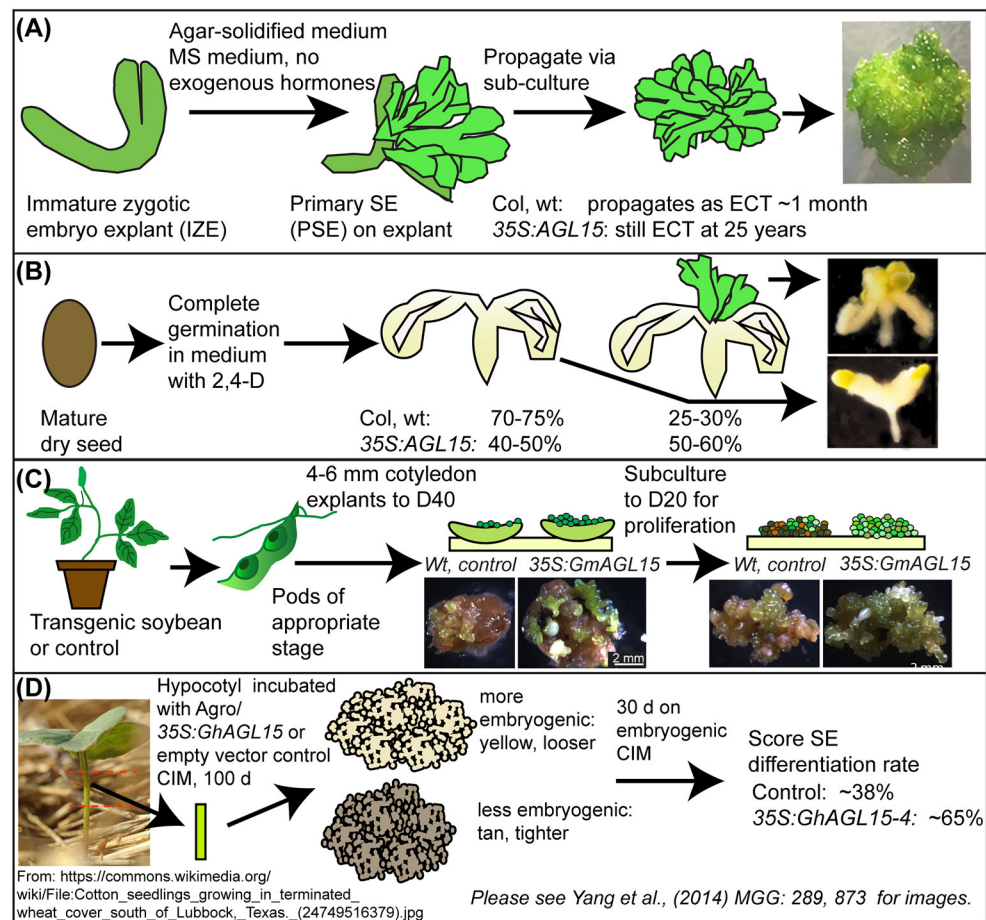 (A)
Agar-solidified medium
MS medium, no
exogenous hormones
Propagate via
sub-culture
Immature zygotic
embryo explant (IZE)
Primary SE
(PSE) on explant
Col, wt: propagates as ECT ~1 month
35S:AGL15: still ECT at 25 years
(B)
Complete
germination
in medium
with 2,4-D
Mature
dry seed
Col, wt: 70-75% 25-30%
35S:AGL15: 40-50% 50-60%
(C)
4-6 mm cotyledon
explants to D40
Subculture
to D20 for
proliferation
Transgenic soybean
or control
Pods of
appropriate
stage
Wt, control 35S:GmAGL15
Wt, control 35S:GmAGL15
2 mm
2 mm
(D)
Hypocotyl incubated
with Agro/
35S:GhAGL15 or
empty vector control
CIM, 100 d
more
embryogenic:
yellow, looser
less embryogenic:
tan, tighter
30 d on
embryogenic
CIM
Score SE
differentiation rate
Control: ~38%
35S:GhAGL15-4: ~65%
From: https://commons.wikimedia.org/
wiki/File:Cotton_seedlings_growing_in_terminated_
wheat_cover_south_of_Lubbock,_Texas._(24749516379).jpg
Please see Yang et al., (2014) MGG: 289, 873 for images.